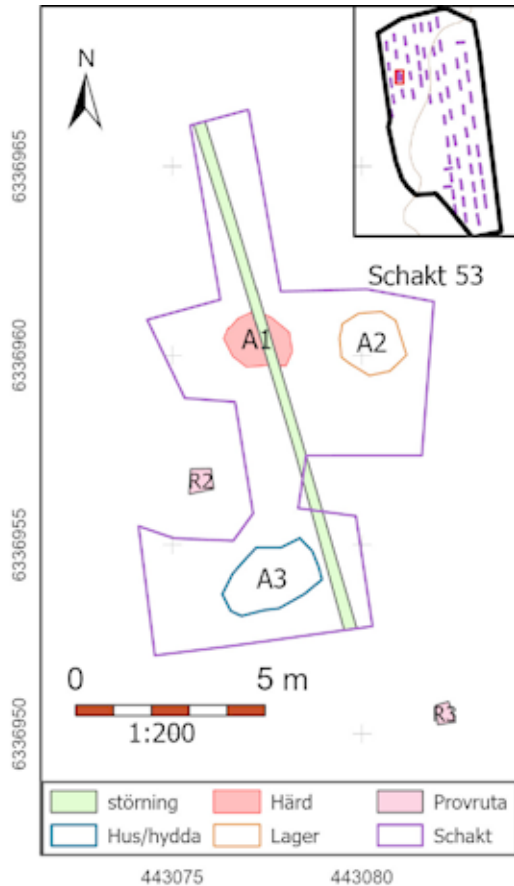 N
6336965
Schakt 53
A1
A2
6336960
R2
6336955
A3
0 5 m
1:200
R3
6336950
störning Härd Provruta
Hus/hydda Lager Schakt
443075 443080